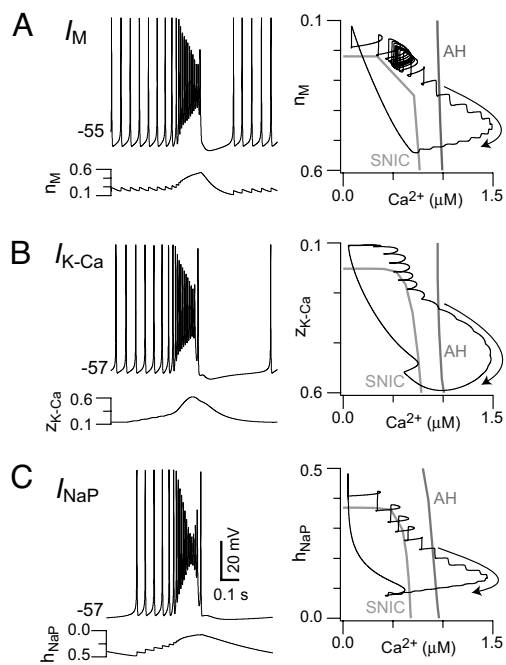 A
I_M
-55
n_M
0.6
0.1
0.1
n_M
0.6
AH
SNIC
0.0
Ca²⁺ (μM)
1.5
B
I_K-Ca
-57
z_K-Ca
0.6
0.1
0.1
z_K-Ca
0.6
AH
SNIC
0.0
Ca²⁺ (μM)
1.5
C
I_NaP
-57
20 mV
0.1 s
h_NaP
0.0
0.5
0.5
h_NaP
0.0
AH
SNIC
0.0
Ca²⁺ (μM)
1.5